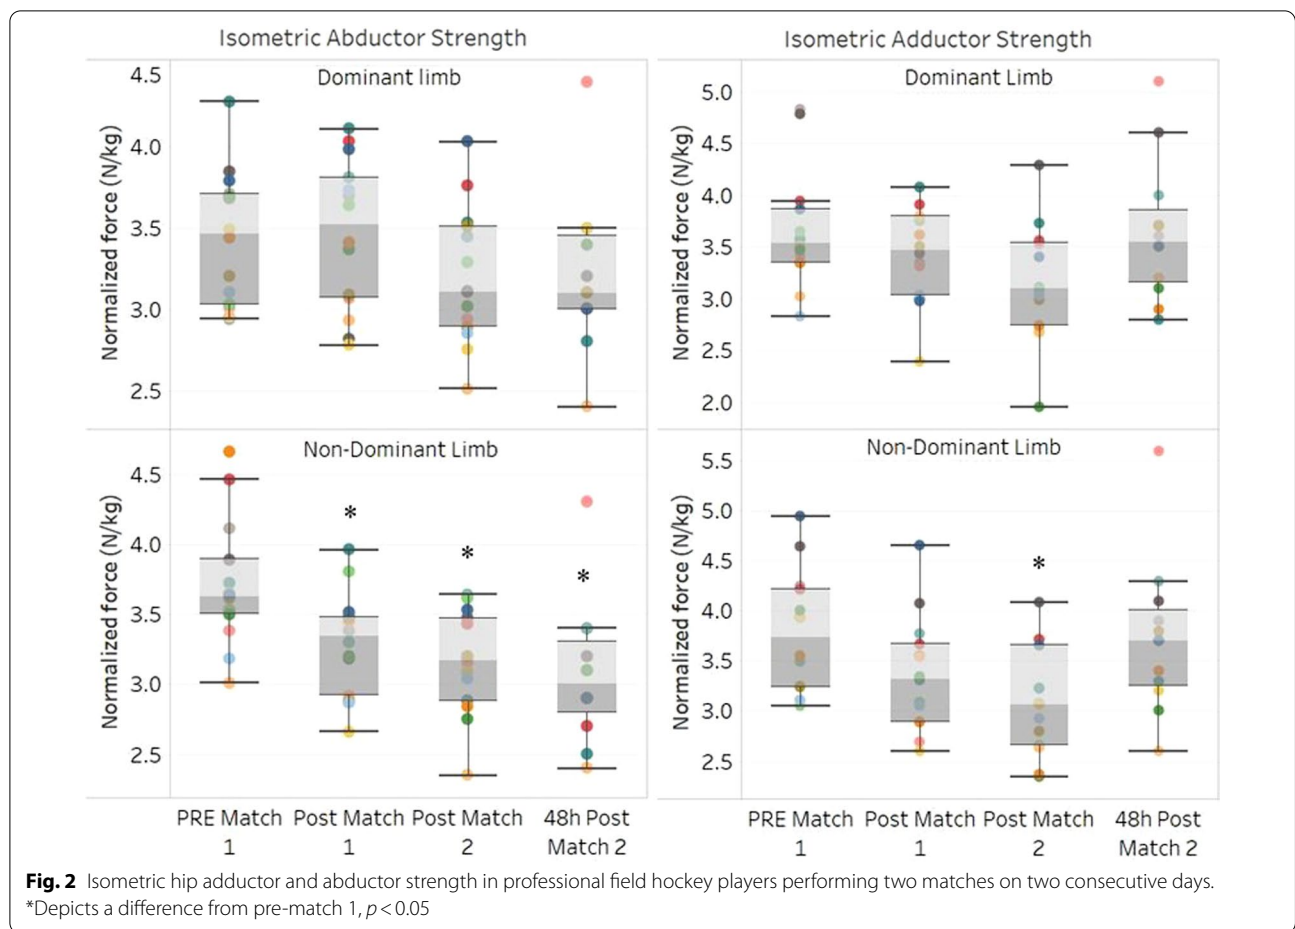 Isometric Abductor Strength
Dominant limb
Normalized force (N/kg)
4.5
4.0
3.5
3.0
2.5
Non-Dominant Limb
Normalized force (N/kg)
4.5
4.0
3.5
3.0
2.5
*
*
*
PRE Match
1
Post Match
1
Post Match
2
48h Post
Match 2
Isometric Adductor Strength
Dominant Limb
Normalized force (N/kg)
5.0
4.5
4.0
3.5
3.0
2.5
2.0
Non-Dominant Limb
Normalized force (N/kg)
5.5
5.0
4.5
4.0
3.5
3.0
2.5
*
PRE Match
1
Post Match
1
Post Match
2
48h Post
Match 2
Fig. 2 Isometric hip adductor and abductor strength in professional field hockey players performing two matches on two consecutive days.
*Depicts a difference from pre-match 1, p < 0.05